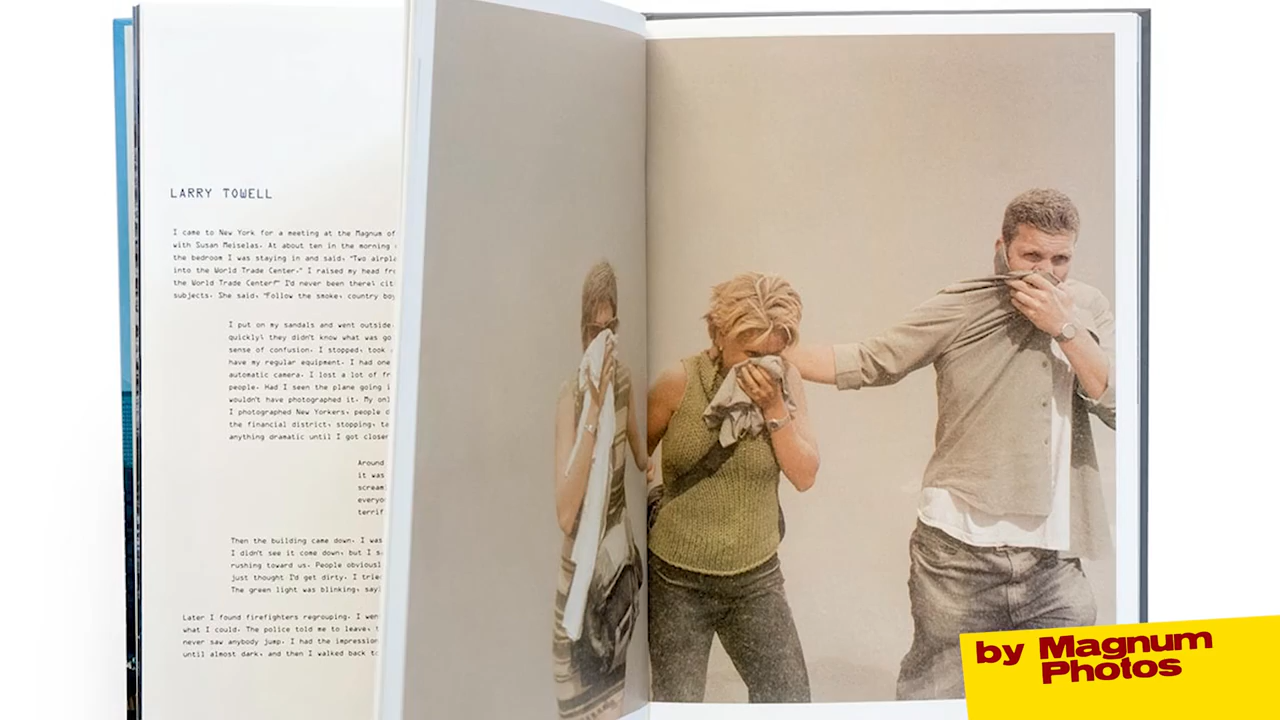 LARRY TOWELL
I came to New York for a meeting at the Magnum of
with Susan Meiselas. At about ten in the morning
the bedroom I was staying in and said, "Two airpla
into the World Trade Center." I raised my head fr
the World Trade Center?" I'd never been there; cit
subjects. She said, "Follow the smoke, country boy
I put on my sandals and went outside.
quickly; they didn't know what was go
sense of confusion. I stopped, took
have my regular equipment. I had one
automatic camera. I lost a lot of fr
people. Had I seen the plane going i
wouldn't have photographed it. My onl
I photographed New Yorkers, people o
the financial district, stopping, ta
anything dramatic until I got closer
Around
it was
scream
everyo
terrif
Then the building came down. I was
I didn't see it come down, but I s
rushing toward us. People obviousl
just thought I'd get dirty. I trie
The green light was blinking, sayi
Later I found firefighters regrouping. I wen
what I could. The police told me to leave,
never saw anybody jump. I had the impression
until almost dark, and then I walked back to
by Magnum
Photos